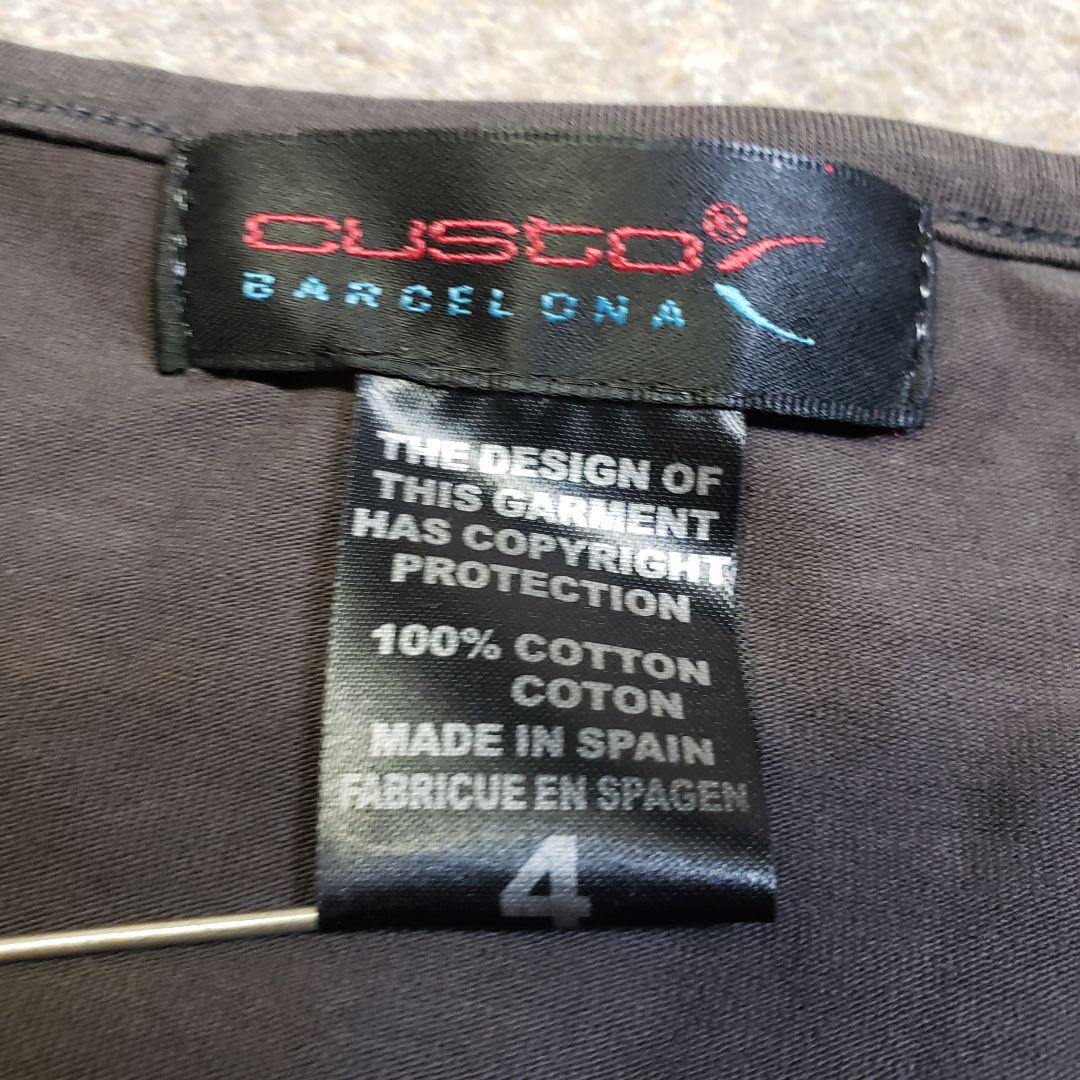 custo®
BARCELONA
THE DESIGN OF
THIS GARMENT
HAS COPYRIGHT
PROTECTION
100% COTTON
COTON
MADE IN SPAIN
FABRICUE EN SPAGEN
4